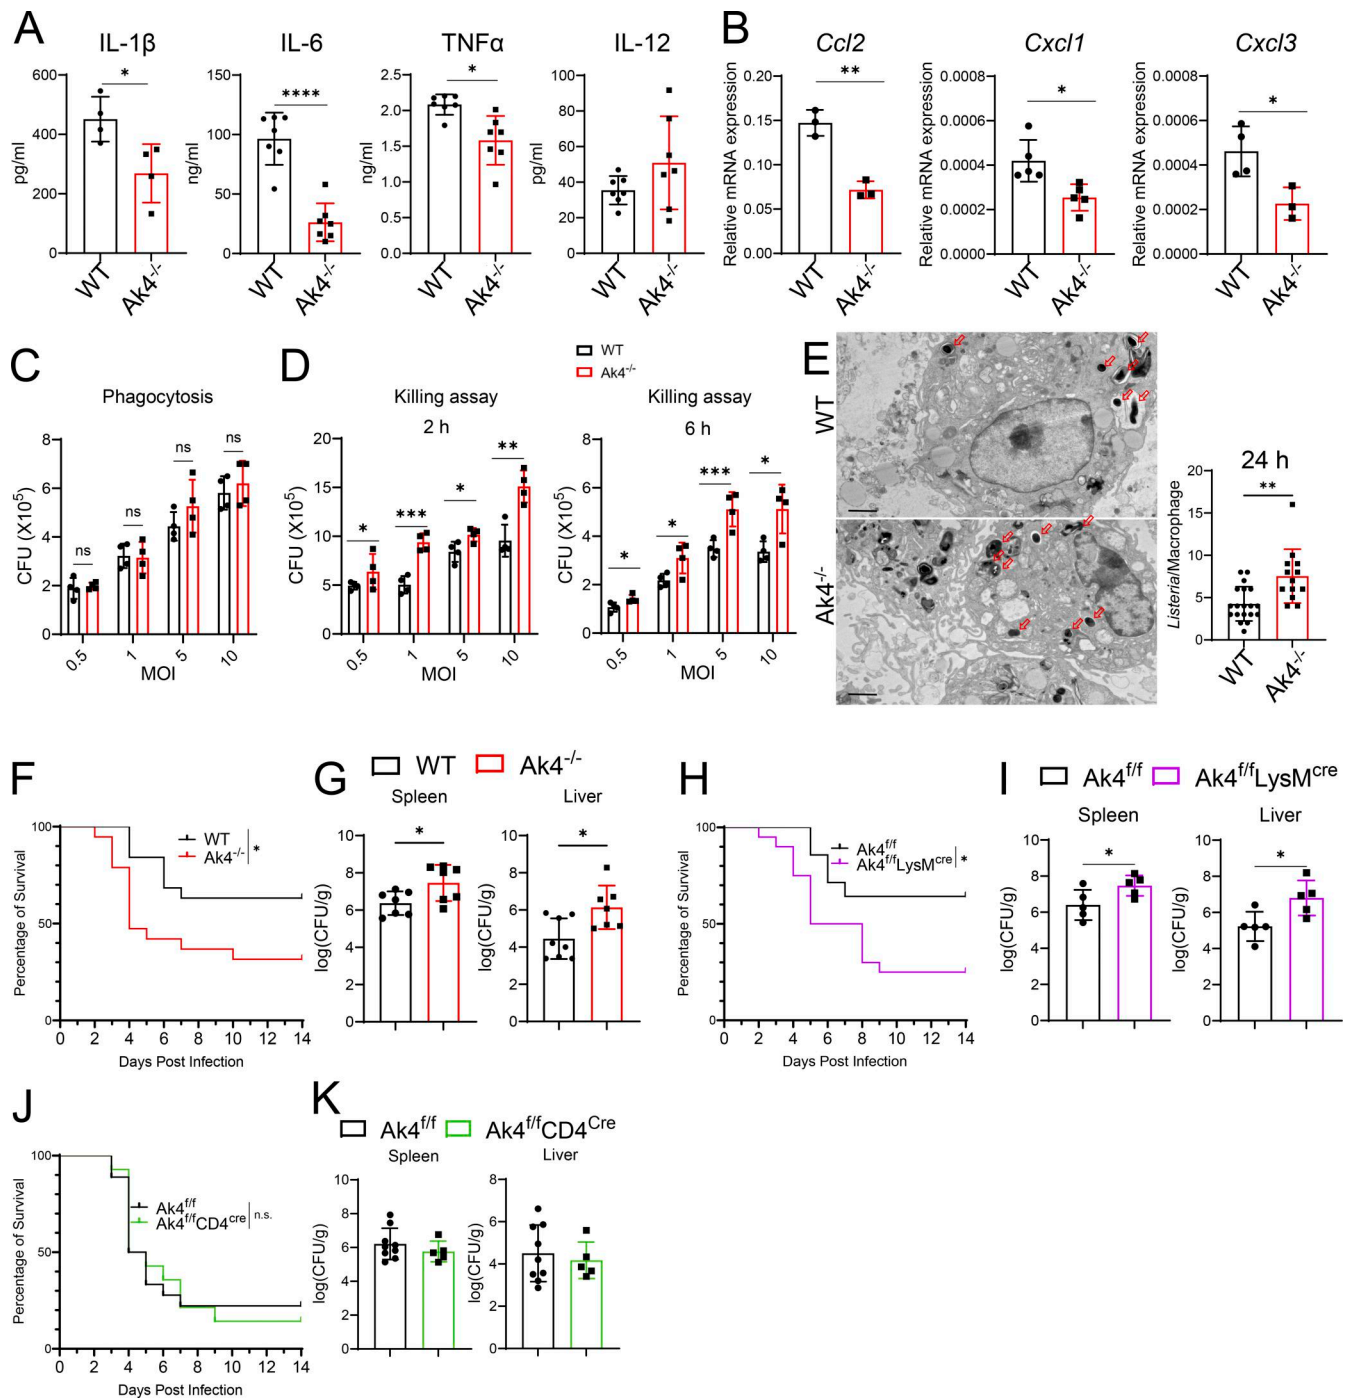 A
IL-1β
IL-6
TNFα
IL-12
pg/ml
600
400
200
0
*
WT
Ak4-/-
ng/ml
150
100
50
0
****
WT
Ak4-/-
ng/ml
2.5
2.0
1.5
1.0
0.5
0.0
*
WT
Ak4-/-
pg/ml
100
80
60
40
20
0
WT
Ak4-/-
B
Ccl2
Cxcl1
Cxcl3
Relative mRNA expression
0.20
0.15
0.10
0.05
0.00
**
WT
Ak4-/-
Relative mRNA expression
0.0008
0.0006
0.0004
0.0002
0.0000
*
WT
Ak4-/-
Relative mRNA expression
0.0008
0.0006
0.0004
0.0002
0.0000
*
WT
Ak4-/-
C
Phagocytosis
CFU (X10^5)
8
6
4
2
0
ns
ns
ns
ns
0.5
1
5
10
MOI
D
WT
Ak4-/-
Killing assay
2 h
CFU (X10^5)
20
15
10
5
0
*
***
*
**
0.5
1
5
10
MOI
Killing assay
6 h
CFU (X10^5)
8
6
4
2
0
*
*
***
*
0.5
1
5
10
MOI
E
WT
Ak4-/-
24 h
Listeria/Macrophage
20
15
10
5
0
**
WT
Ak4-/-
F
Percentage of Survival
100
50
0
WT
Ak4-/-
*
0 2 4 6 8 10 12 14
Days Post Infection
G
WT
Ak4-/-
Spleen
log(CFU/g)
10
8
6
4
2
0
*
Liver
log(CFU/g)
10
8
6
4
2
0
*
H
Percentage of Survival
100
50
0
Ak4f/f
Ak4f/fLysMcre
*
0 2 4 6 8 10 12 14
Days Post Infection
I
Ak4f/f
Ak4f/fLysMcre
Spleen
log(CFU/g)
10
8
6
4
2
0
*
Liver
log(CFU/g)
10
8
6
4
2
0
*
J
Percentage of Survival
100
50
0
Ak4f/f
Ak4f/fCD4cre
n.s.
0 2 4 6 8 10 12 14
Days Post Infection
K
Ak4f/f
Ak4f/fCD4Cre
Spleen
log(CFU/g)
10
8
6
4
2
0
Liver
log(CFU/g)
8
6
4
2
0